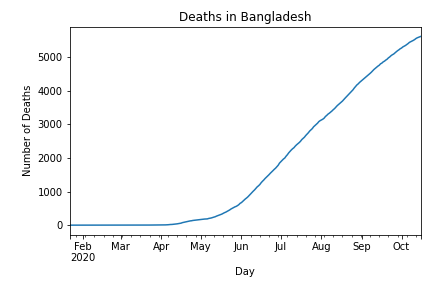 Deaths in Bangladesh
Number of Deaths
5000
4000
3000
2000
1000
0
Feb Mar Apr May Jun Jul Aug Sep Oct
2020
Day